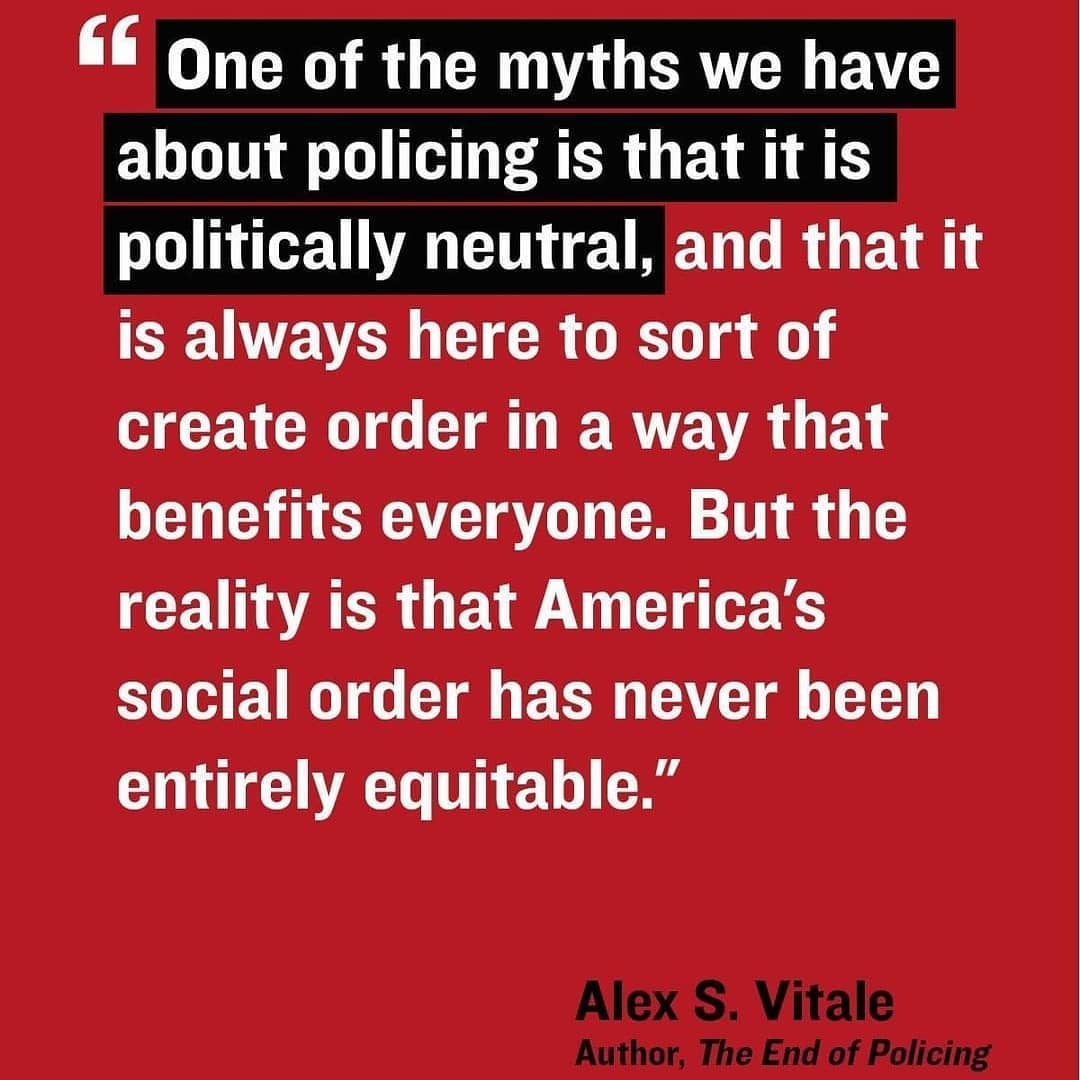 “ One of the myths we have
about policing is that it is
politically neutral, and that it
is always here to sort of
create order in a way that
benefits everyone. But the
reality is that America’s
social order has never been
entirely equitable.”
Alex S. Vitale
Author, The End of Policing